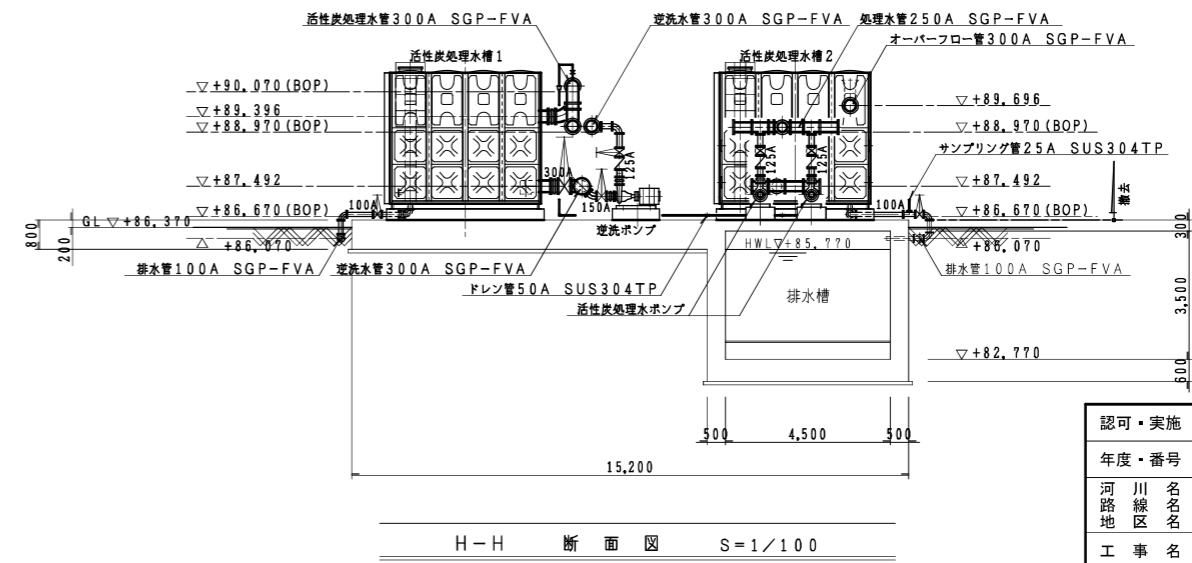 活性炭処理水管300A SGP-FVA
逆洗水管300A SGP-FVA
処理水管250A SGP-FVA
オーバーフロー管300A SGP-FVA
活性炭処理水槽1
活性炭処理水槽2
▽+90.070(BOP)
▽+89.396
▽+88.970(BOP)
▽+87.492
▽+86.670(BOP)
GL ▽+86.370
△+86.070
800
200
100A
300A
150A
125A
逆洗ポンプ
125A
125A
100A
▽+89.696
▽+88.970(BOP)
サンプリング管25A SUS304TP
▽+87.492
▽+86.670(BOP)
△+86.070
撤去
300
3,500
600
HWL▽+85.770
排水管100A SGP-FVA
逆洗水管300A SGP-FVA
排水管100A SGP-FVA
ドレン管50A SUS304TP
活性炭処理水ポンプ
排水槽
▽+82.770
500
4,500
500
15,200
H-H 断面図 S=1/100
認可・実施
年度・番号
河川名
路線名
地区名
工事名